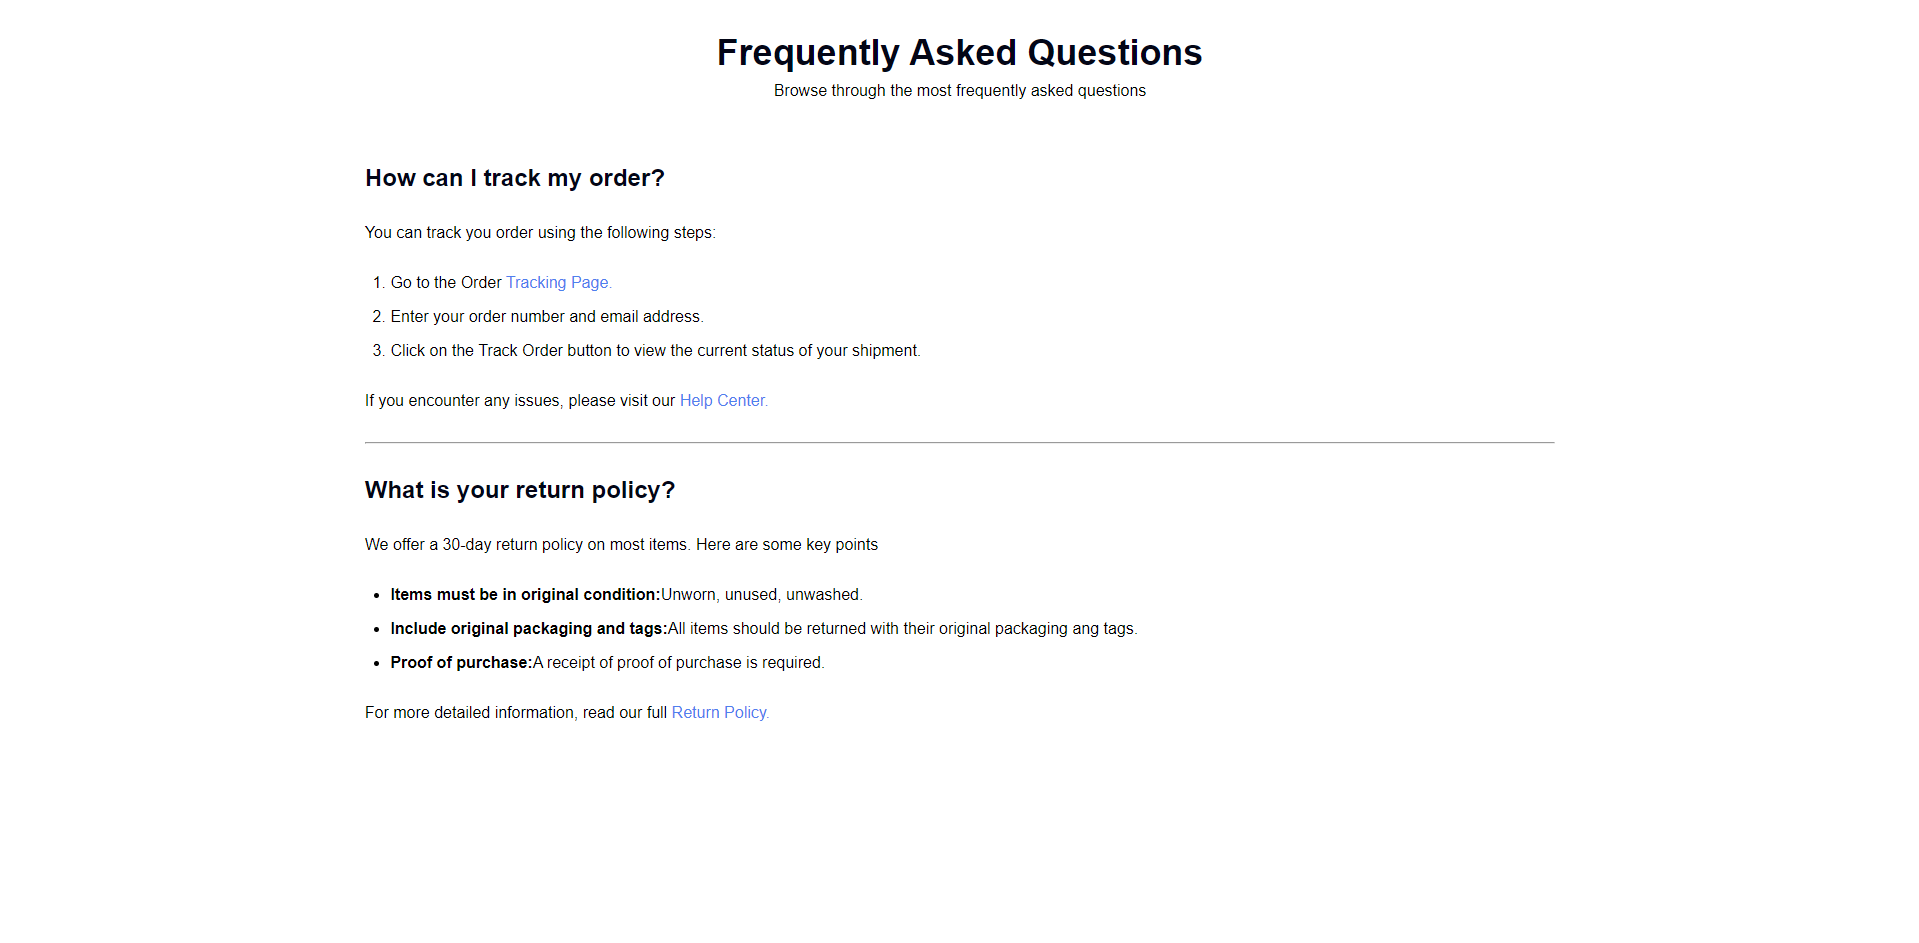 Frequently Asked Questions
Browse through the most frequently asked questions
How can I track my order?
You can track you order using the following steps:
1. Go to the Order Tracking Page.
2. Enter your order number and email address.
3. Click on the Track Order button to view the current status of your shipment.
If you encounter any issues, please visit our Help Center.
What is your return policy?
We offer a 30-day return policy on most items. Here are some key points
• Items must be in original condition:Unworn, unused, unwashed.
• Include original packaging and tags:All items should be returned with their original packaging ang tags.
• Proof of purchase:A receipt of proof of purchase is required.
For more detailed information, read our full Return Policy.